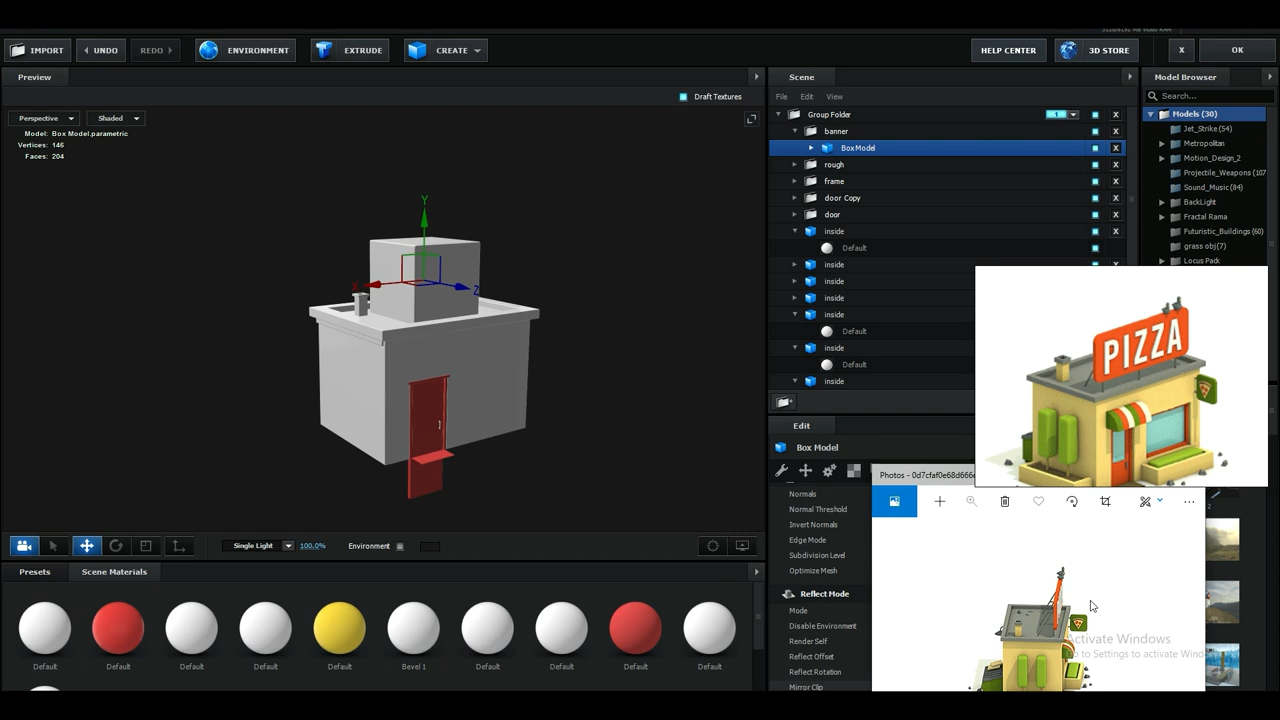 IMPORT
UNDO
REDO
ENVIRONMENT
EXTRUDE
CREATE
HELP CENTER
3D STORE
X
OK
Preview
Draft Textures
Perspective
Shaded
Model: Box Model.parametric
Vertices: 146
Faces: 204
Y
X
Z
Single Light
100.0%
Environment
Presets
Scene Materials
Default
Default
Default
Default
Default
Bevel 1
Default
Default
Default
Default
Scene
File Edit View
Group Folder
1
banner
Box Model
rough
frame
door Copy
door
inside
Default
inside
inside
inside
inside
Default
inside
Default
inside
Edit
Box Model
Normals
Normal Threshold
Invert Normals
Edge Mode
Subdivision Level
Optimize Mesh
Reflect Mode
Mode
Disable Environment
Render Self
Reflect Offset
Reflect Rotation
Mirror Clip
Model Browser
Search...
Models (30)
Jet_Strike (54)
Metropolitan
Motion_Design_2
Projectile_Weapons (107
Sound_Music (84)
BackLight
Fractal Rama
Futuristic_Buildings (60)
grass obj(7)
Locus Pack
PIZZA
Photos - 0d7cfaf0e68d666
Activate Windows
Go to Settings to activate Wind